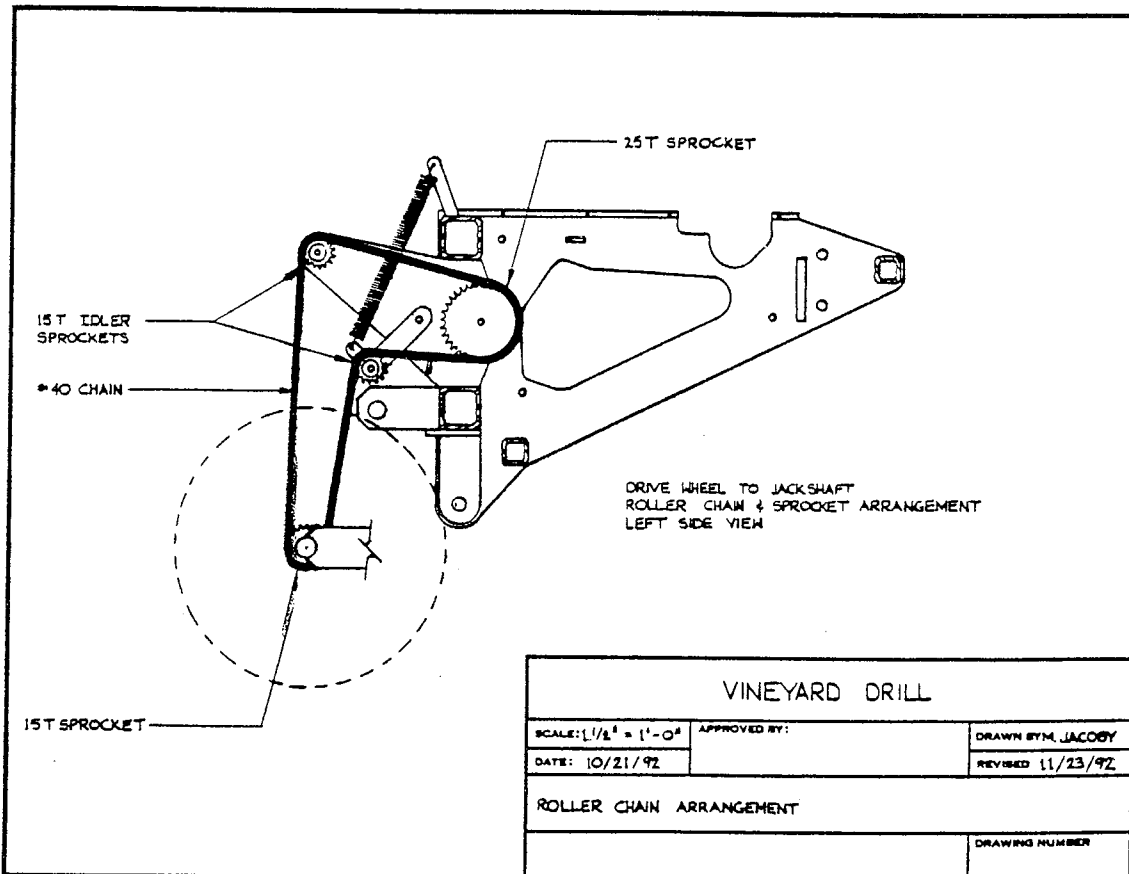 25T SPROCKET
15T IDLER
SPROCKETS
#40 CHAIN
DRIVE WHEEL TO JACKSHAFT
ROLLER CHAIN & SPROCKET ARRANGEMENT
LEFT SIDE VIEW
15T SPROCKET
VINEYARD DRILL
SCALE: 1 1/2" = 1'-0"
APPROVED BY:
DRAWN BY M. JACOBY
DATE: 10/21/92
REVISED 11/23/92
ROLLER CHAIN ARRANGEMENT
DRAWING NUMBER